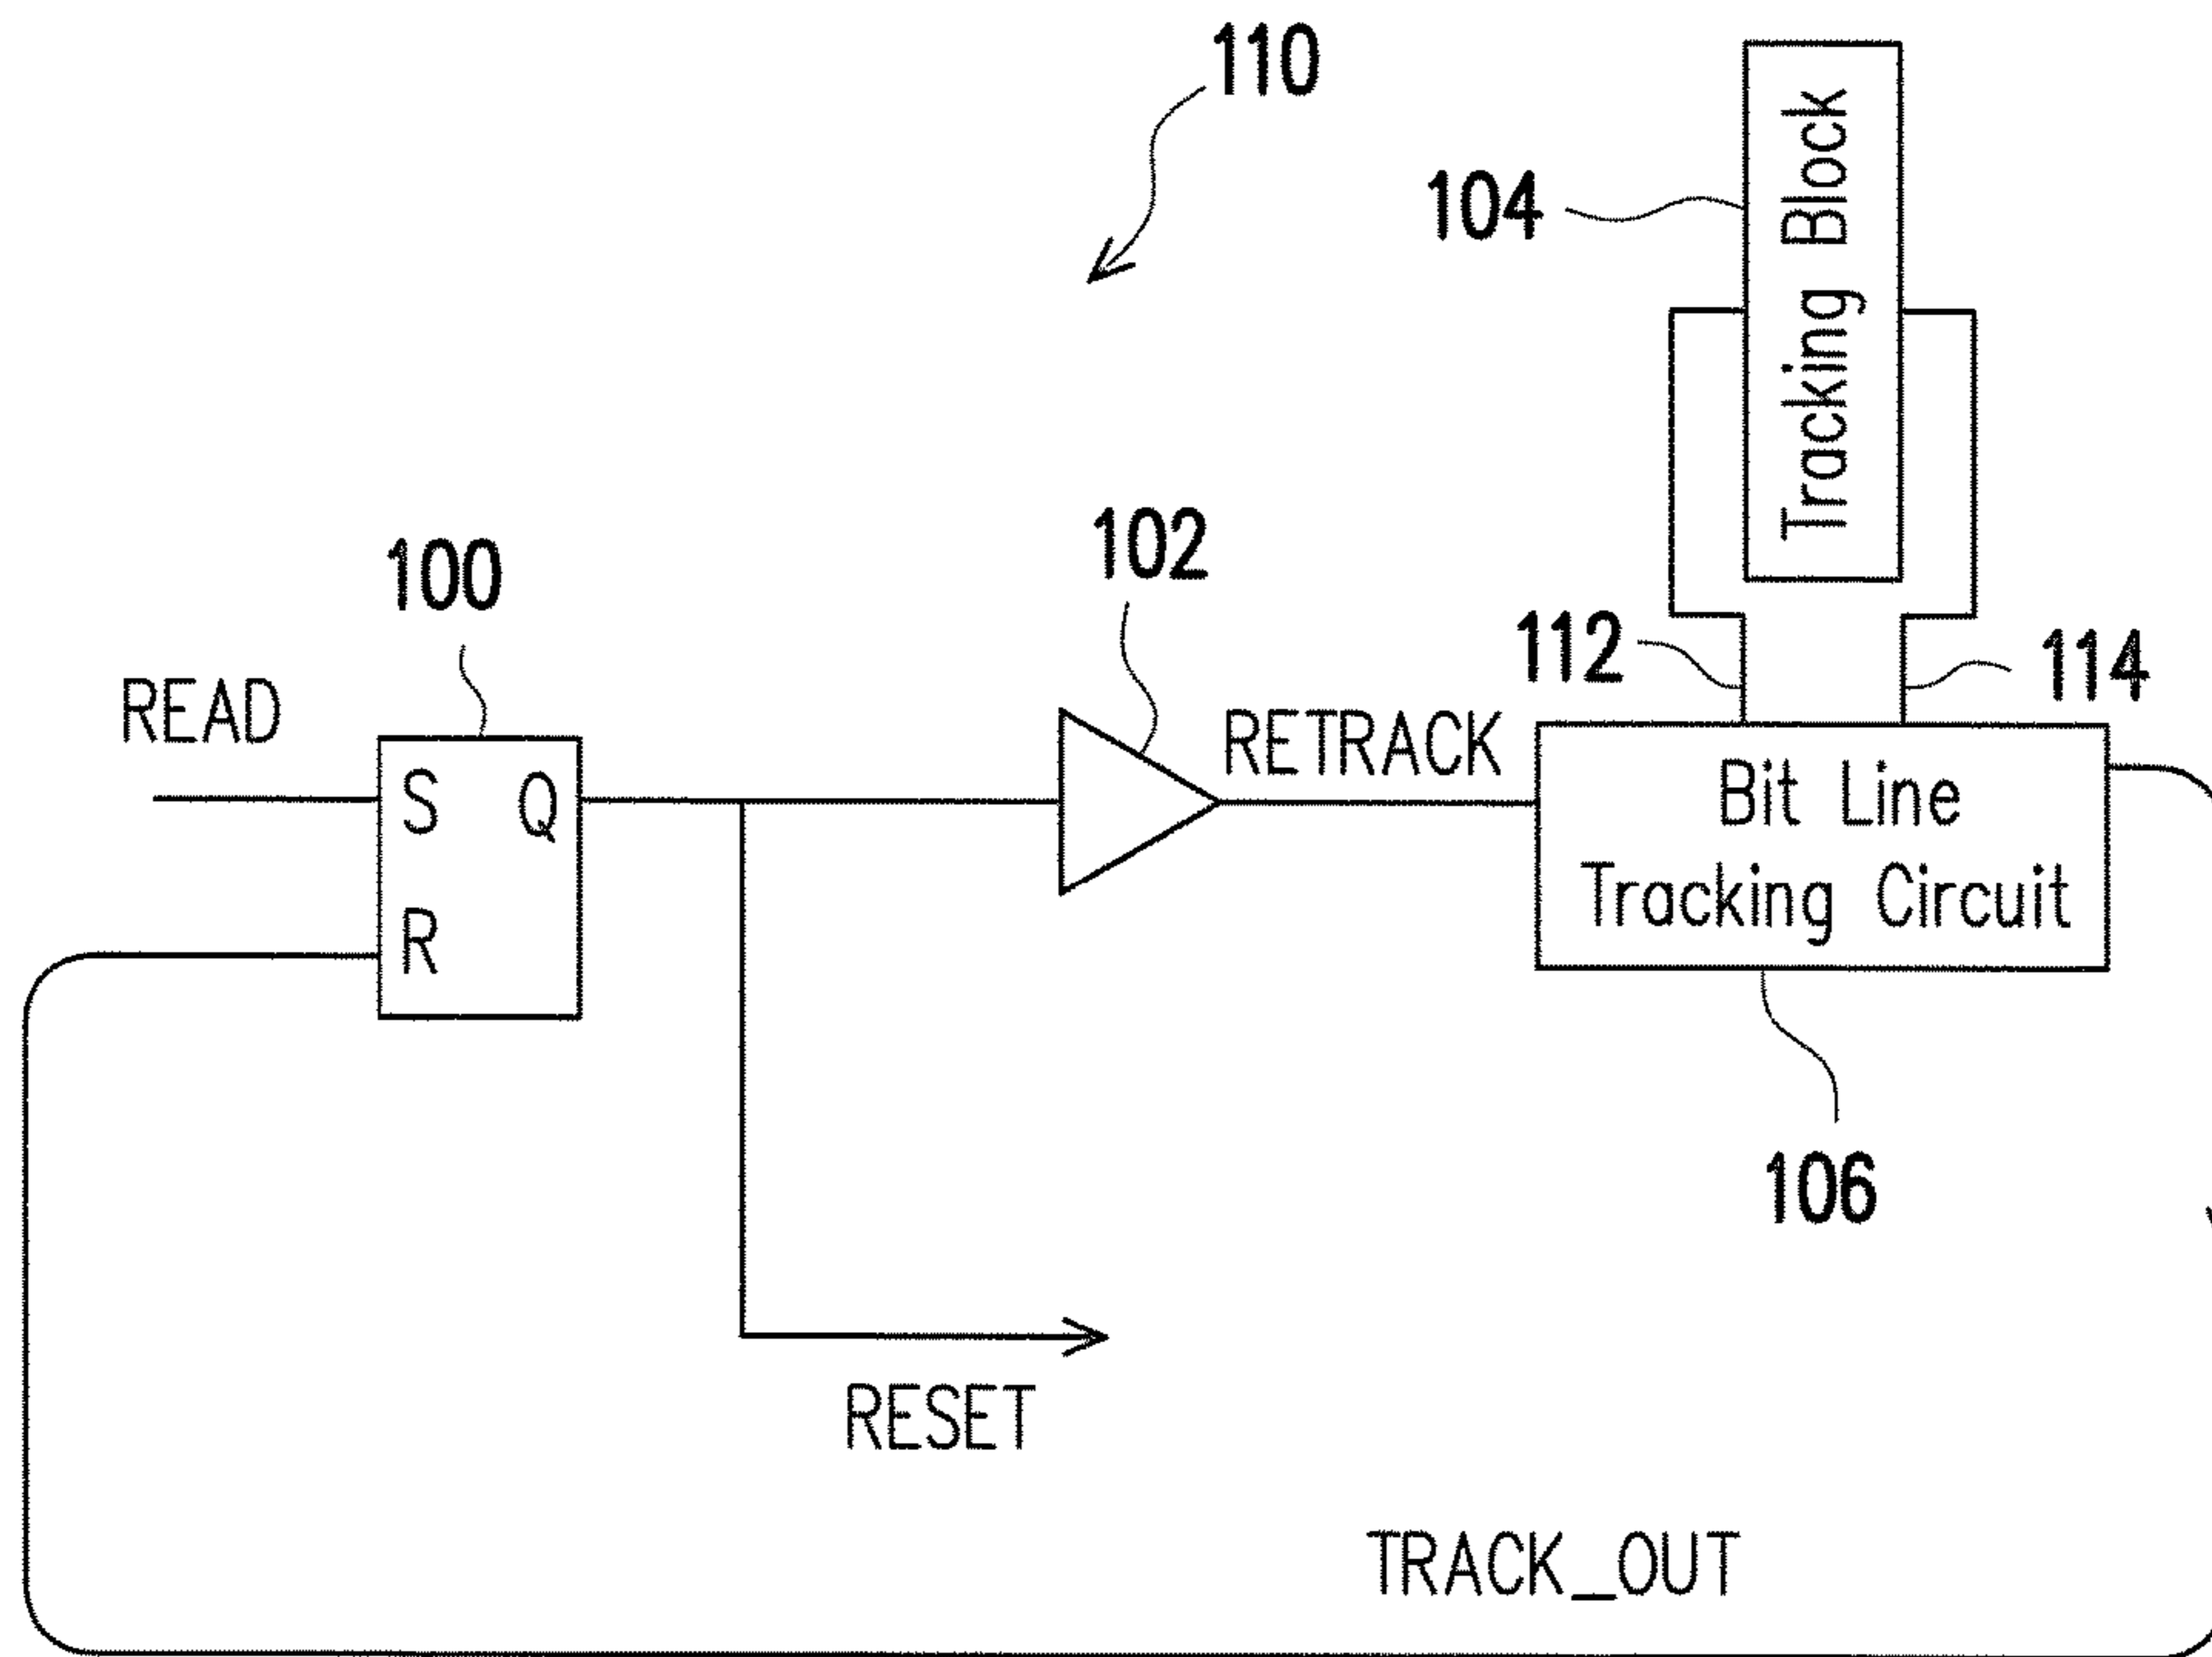 110
104
Tracking Block
102
100
112
114
READ
RETRACK
S Q
R
Bit Line
Tracking Circuit
106
RESET
TRACK_OUT